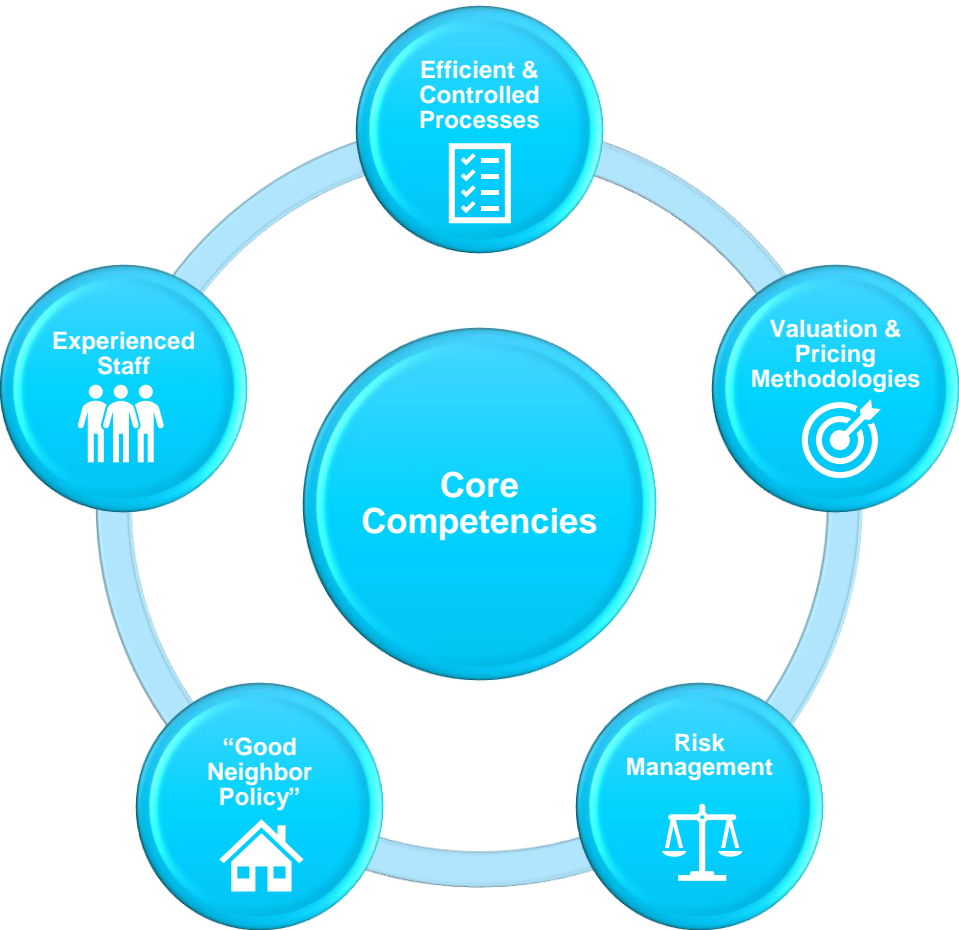 Efficient &
Controlled
Processes
Valuation &
Pricing
Methodologies
Risk
Management
“Good
Neighbor
Policy”
Experienced
Staff
Core
Competencies